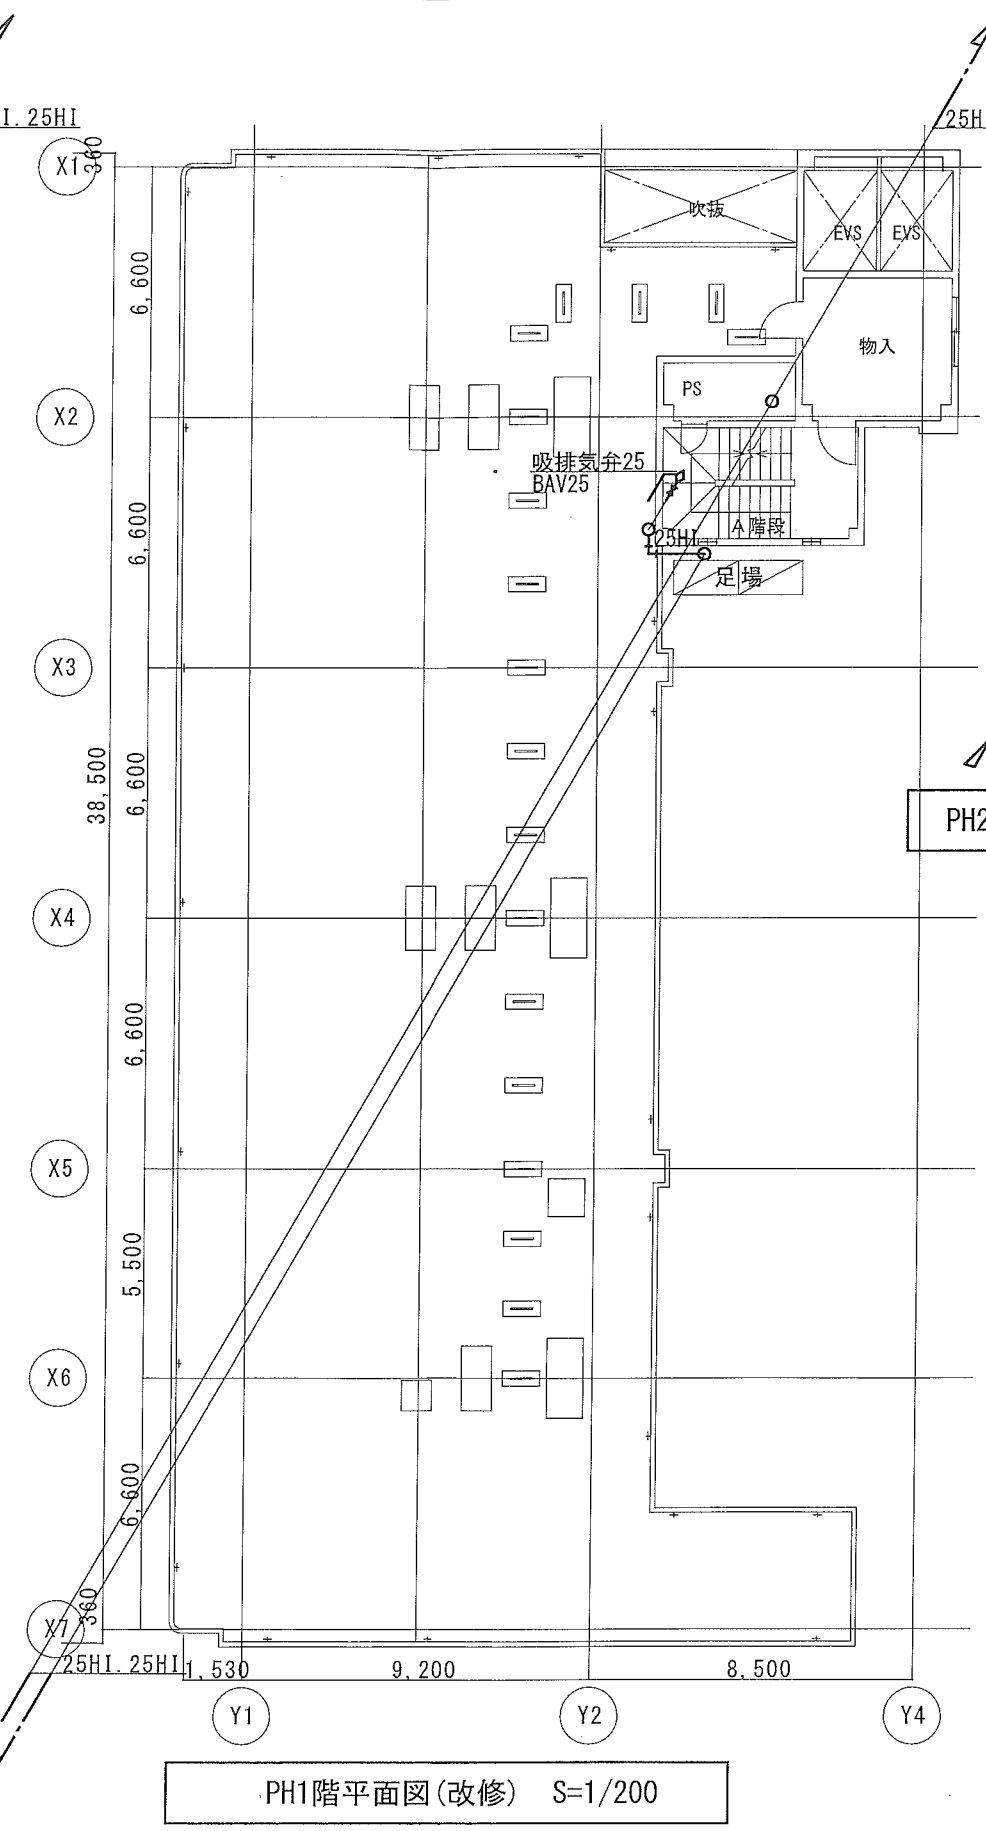 I.25HI
25H
X1
360
吹抜
EVS
EVS
6,600
物入
PS
X2
吸排気弁25
BAV25
A階段
25HI
足場
6,600
X3
38,500
6,600
PH2
X4
6,600
X5
5,500
X6
6,600
360
X7
25HI.25HI
1,530
9,200
8,500
Y1
Y2
Y4
PH1階平面図(改修) S=1/200